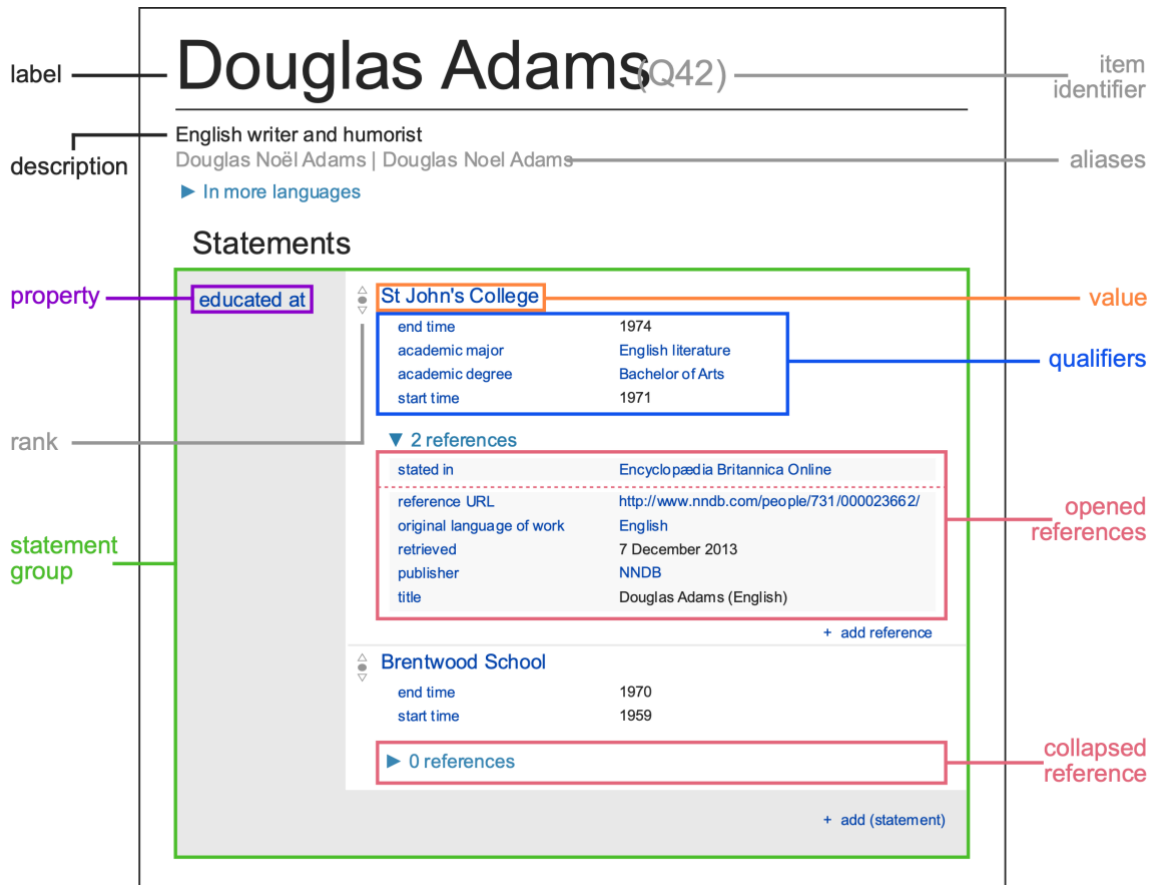 label
Douglas Adams (Q42)
item
identifier
description
English writer and humorist
Douglas Noël Adams | Douglas Noel Adams
aliases
► In more languages
Statements
property
educated at
St John's College
value
end time 1974
academic major English literature
academic degree Bachelor of Arts
start time 1971
qualifiers
rank
▼ 2 references
stated in Encyclopædia Britannica Online
reference URL http://www.nndb.com/people/731/000023662/
original language of work English
retrieved 7 December 2013
publisher NNDB
title Douglas Adams (English)
opened
references
statement
group
+ add reference
Brentwood School
end time 1970
start time 1959
► 0 references
collapsed
reference
+ add (statement)